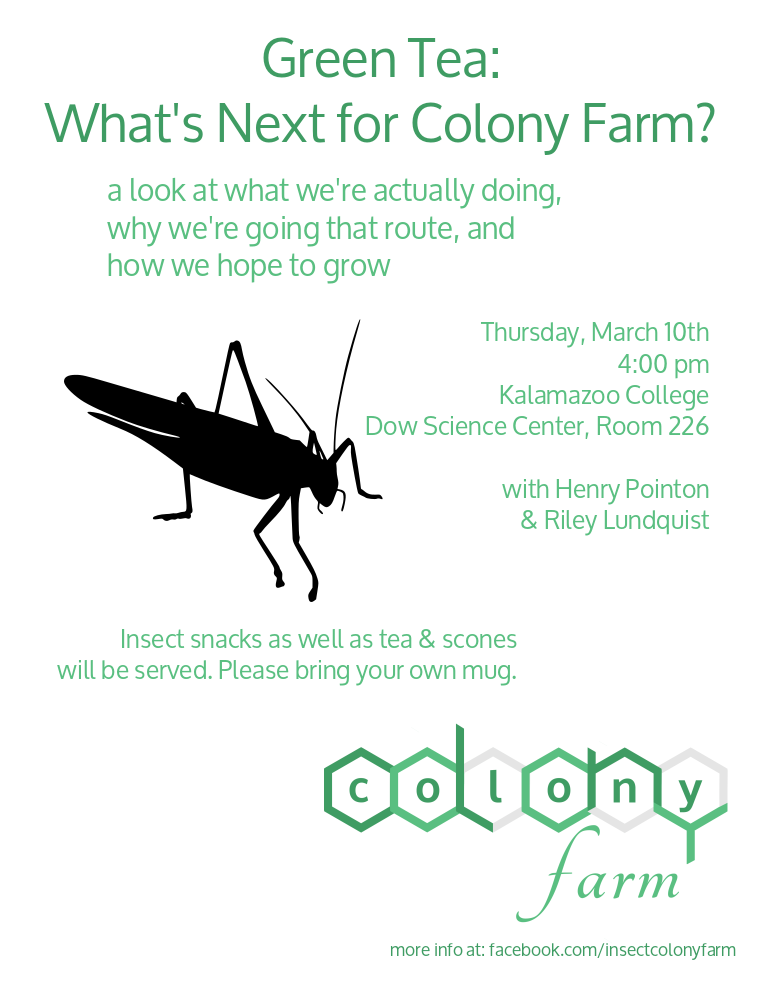 Green Tea:
What's Next for Colony Farm?
a look at what we're actually doing,
why we're going that route, and
how we hope to grow
Thursday, March 10th
4:00 pm
Kalamazoo College
Dow Science Center, Room 226
with Henry Pointon
& Riley Lundquist
Insect snacks as well as tea & scones
will be served. Please bring your own mug.
colony
farm
more info at: facebook.com/insectcolonyfarm